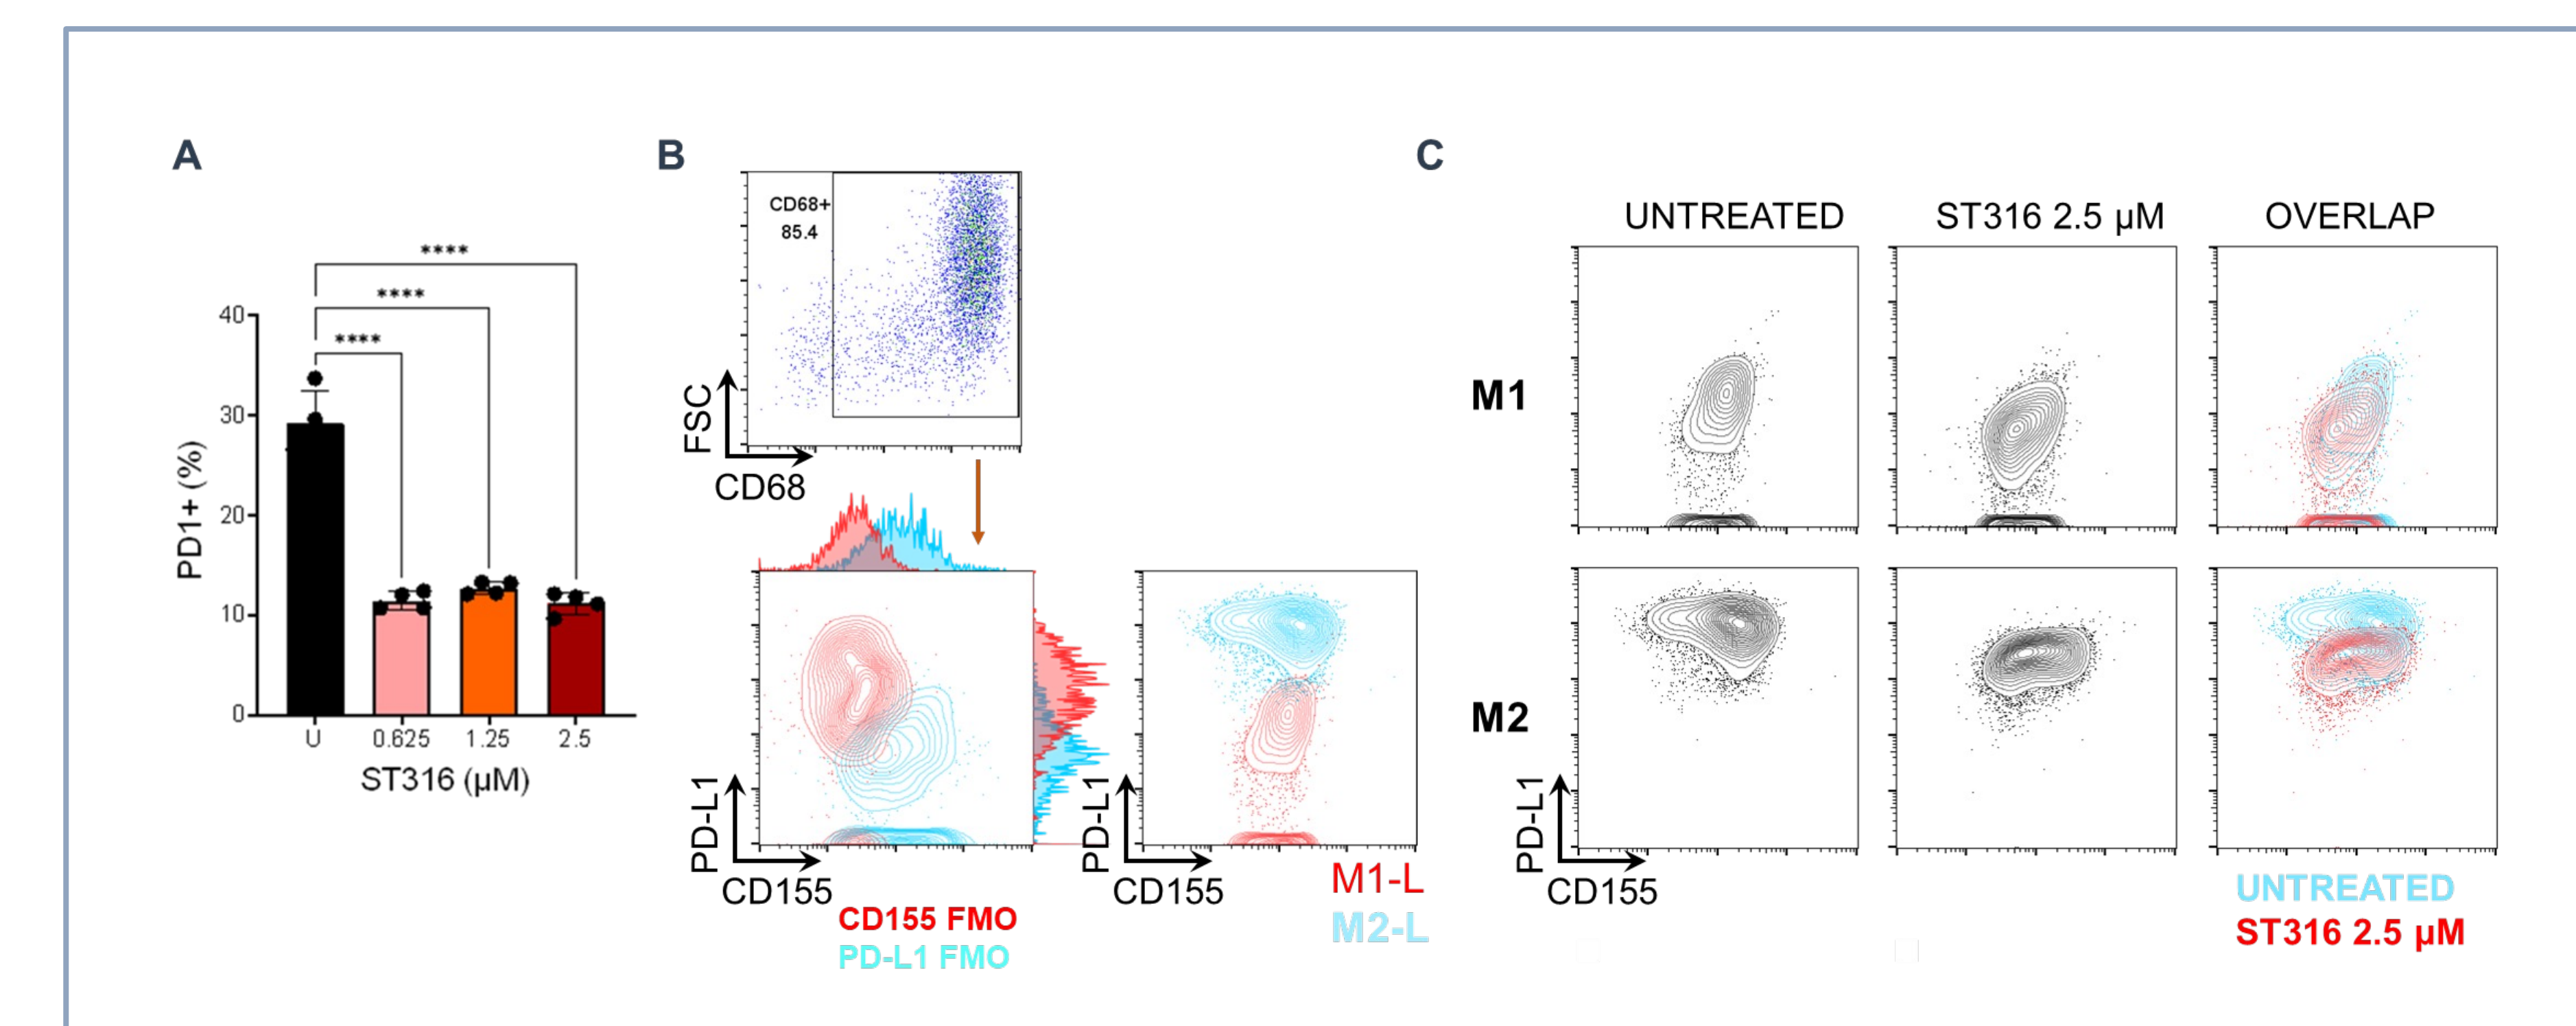 A
B
C
****
****
****
40
30
20
10
0
PD1+ (%)
U
0.625
1.25
2.5
ST316 (µM)
CD68+
85.4
FSC
CD68
PD-L1
CD155
CD155 FMO
PD-L1 FMO
PD-L1
CD155
M1-L
M2-L
UNTREATED
ST316 2.5 µM
OVERLAP
M1
M2
PD-L1
CD155
UNTREATED
ST316 2.5 µM